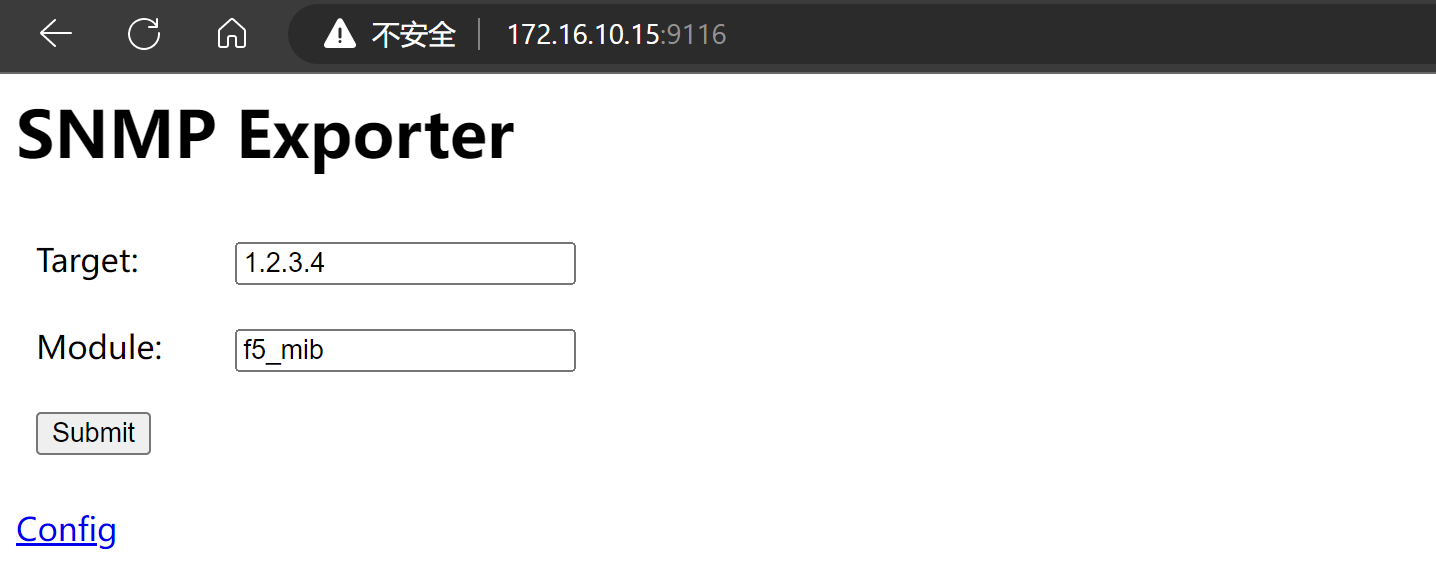 不安全 172.16.10.15:9116
SNMP Exporter
Target: 1.2.3.4
Module: f5_mib
Submit
Config